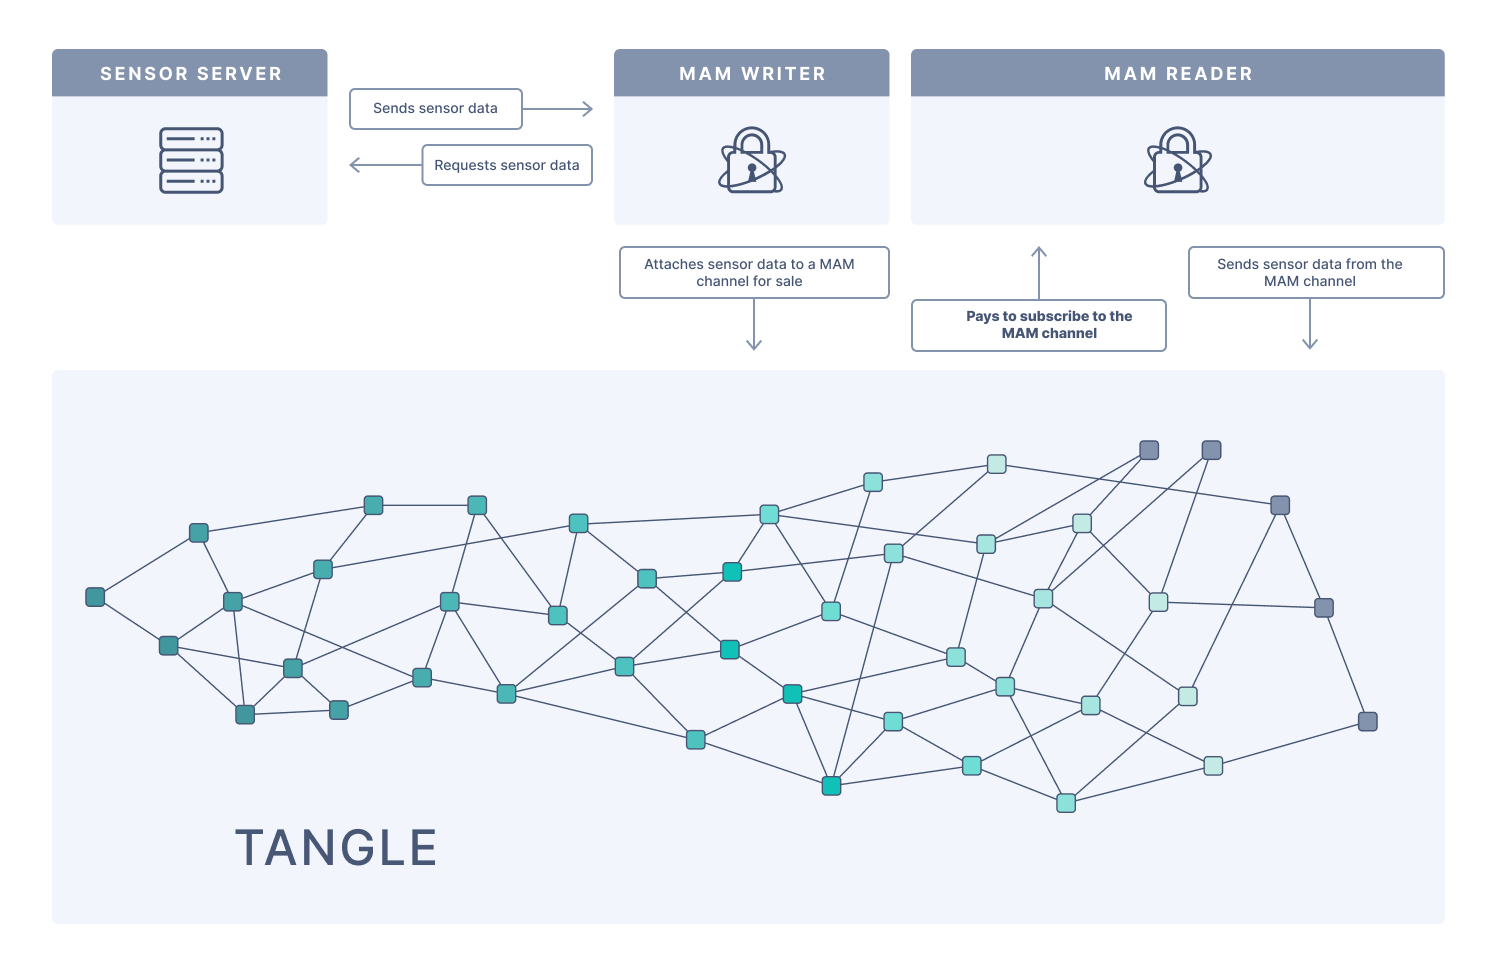 SENSOR SERVER
MAM WRITER
MAM READER
Sends sensor data
Requests sensor data
Attaches sensor data to a MAM
channel for sale
Pays to subscribe to the
MAM channel
Sends sensor data from the
MAM channel
TANGLE